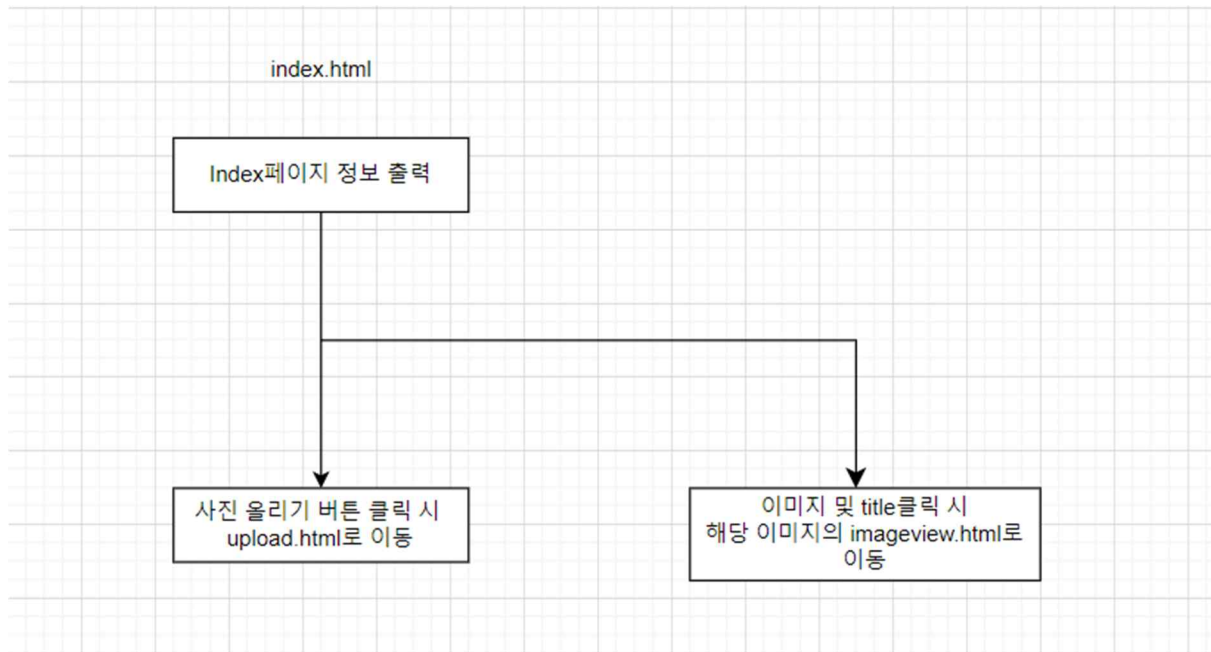 index.html
Index페이지 정보 출력
사진 올리기 버튼 클릭 시
upload.html로 이동
이미지 및 title클릭 시
해당 이미지의 imageview.html로
이동